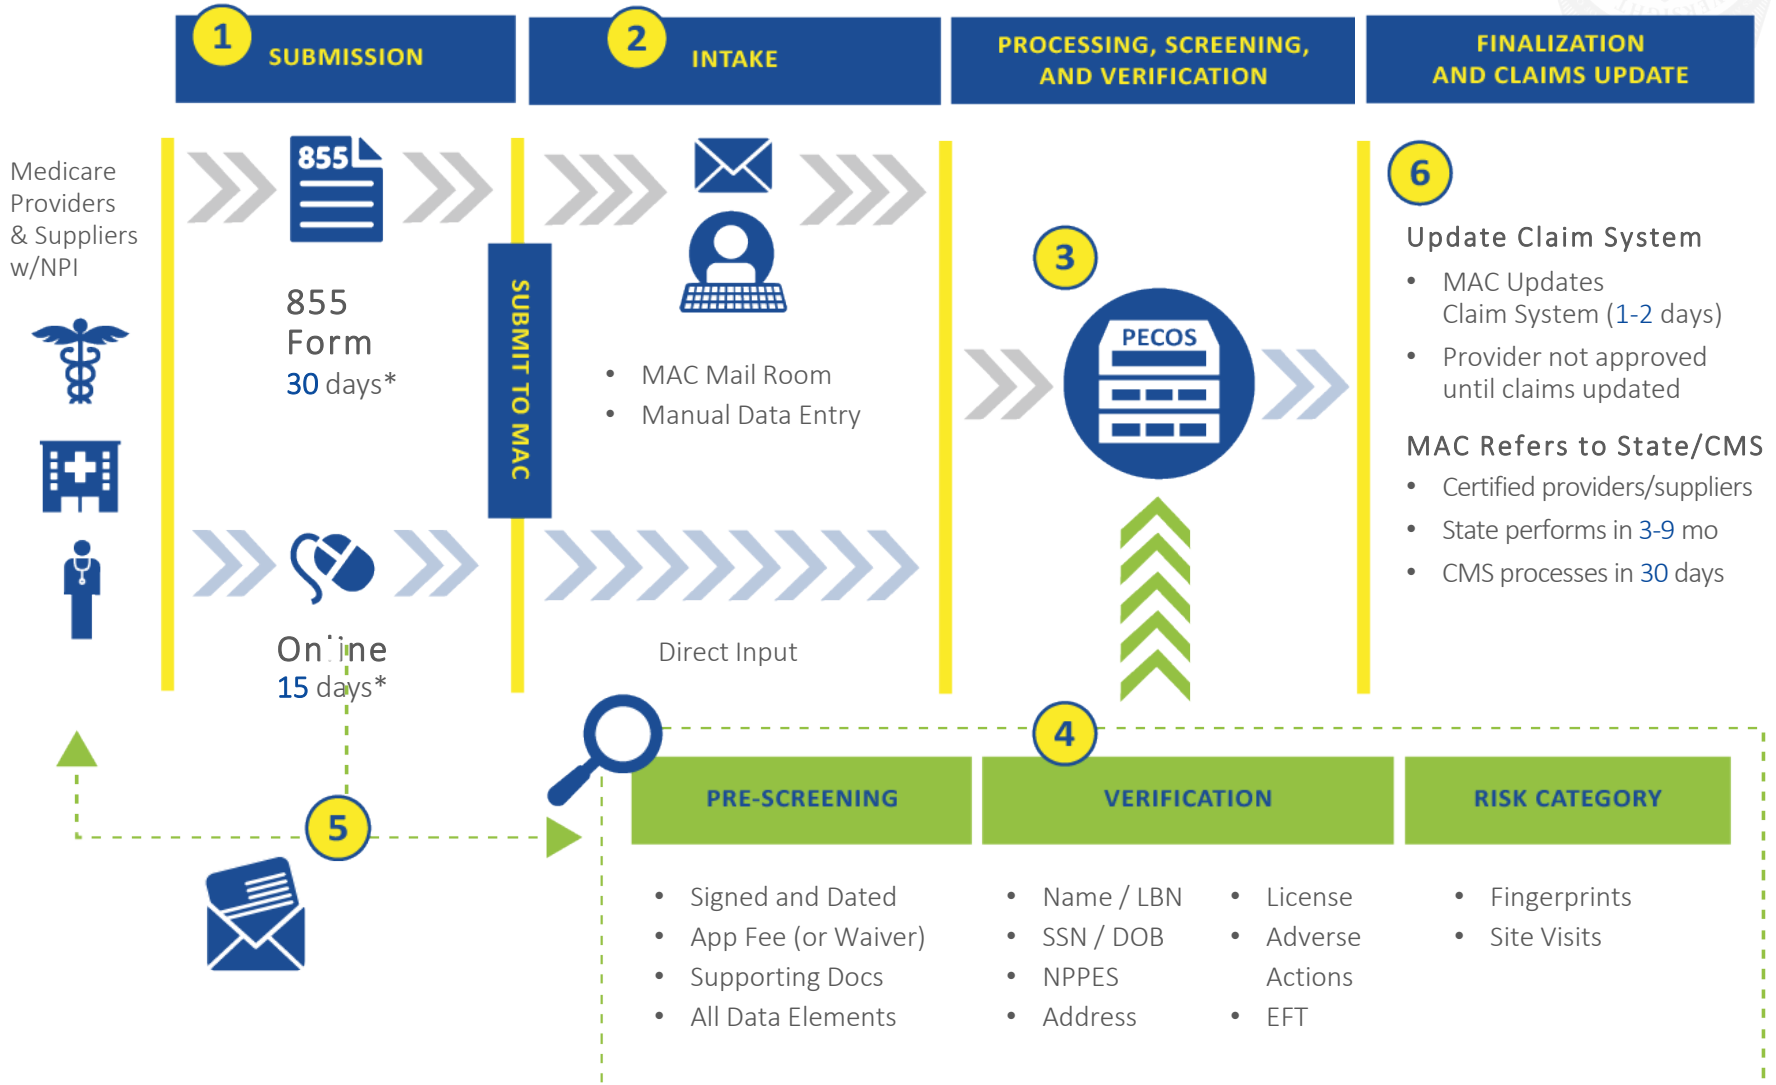 1
SUBMISSION
2
INTAKE
PROCESSING, SCREENING,
AND VERIFICATION
FINALIZATION
AND CLAIMS UPDATE
Medicare
Providers
& Suppliers
w/NPI
855
855
Form
30 days*
SUBMIT TO MAC
• MAC Mail Room
• Manual Data Entry
Online
15 days*
Direct Input
3
PECOS
6
Update Claim System
• MAC Updates
Claim System (1-2 days)
• Provider not approved
until claims updated
MAC Refers to State/CMS
• Certified providers/suppliers
• State performs in 3-9 mo
• CMS processes in 30 days
4
5
PRE-SCREENING
• Signed and Dated
• App Fee (or Waiver)
• Supporting Docs
• All Data Elements
VERIFICATION
• Name / LBN
• SSN / DOB
• NPPES
• Address
• License
• Adverse
Actions
• EFT
RISK CATEGORY
• Fingerprints
• Site Visits